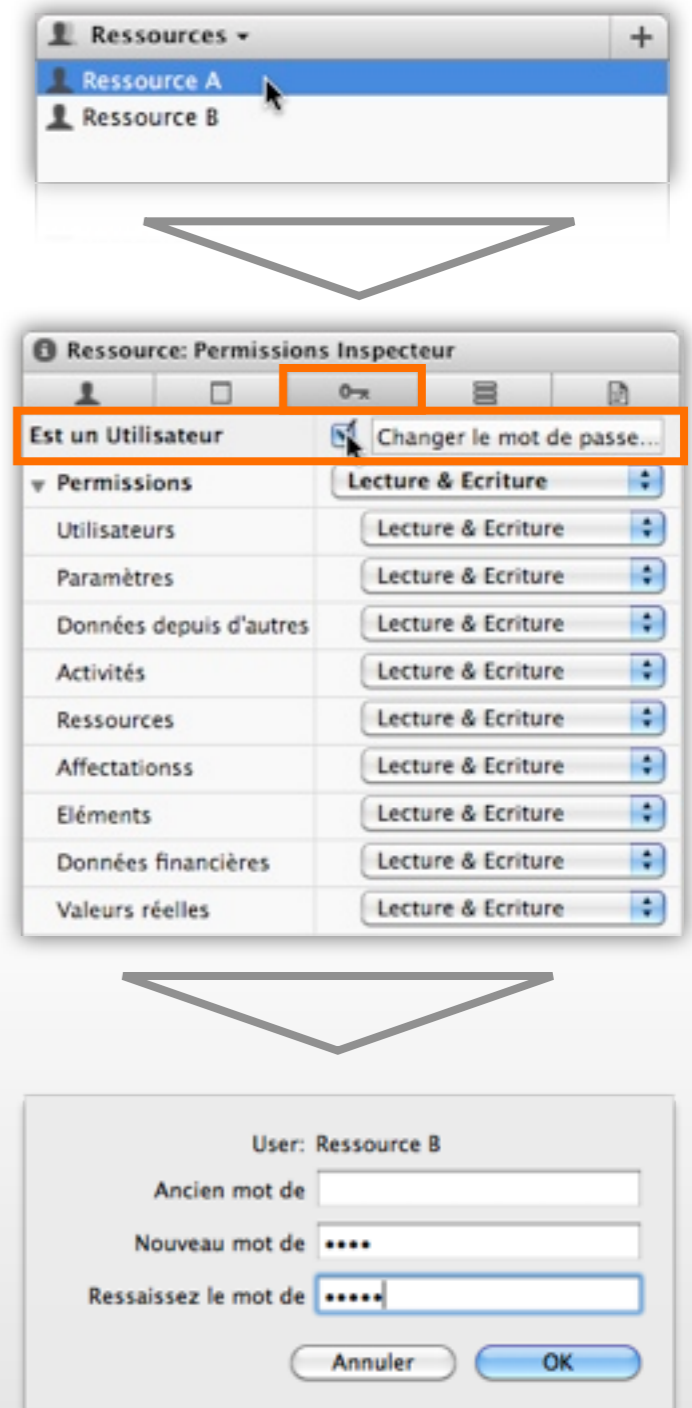 Ressources
Ressource A
Ressource B
Ressource: Permissions Inspecteur
Est un Utilisateur Changer le mot de passe...
Permissions Lecture & Ecriture
Utilisateurs Lecture & Ecriture
Paramètres Lecture & Ecriture
Données depuis d'autres Lecture & Ecriture
Activités Lecture & Ecriture
Ressources Lecture & Ecriture
Affectationss Lecture & Ecriture
Eléments Lecture & Ecriture
Données financières Lecture & Ecriture
Valeurs réelles Lecture & Ecriture
User: Ressource B
Ancien mot de
Nouveau mot de ••••
Ressaissez le mot de •••••
Annuler OK